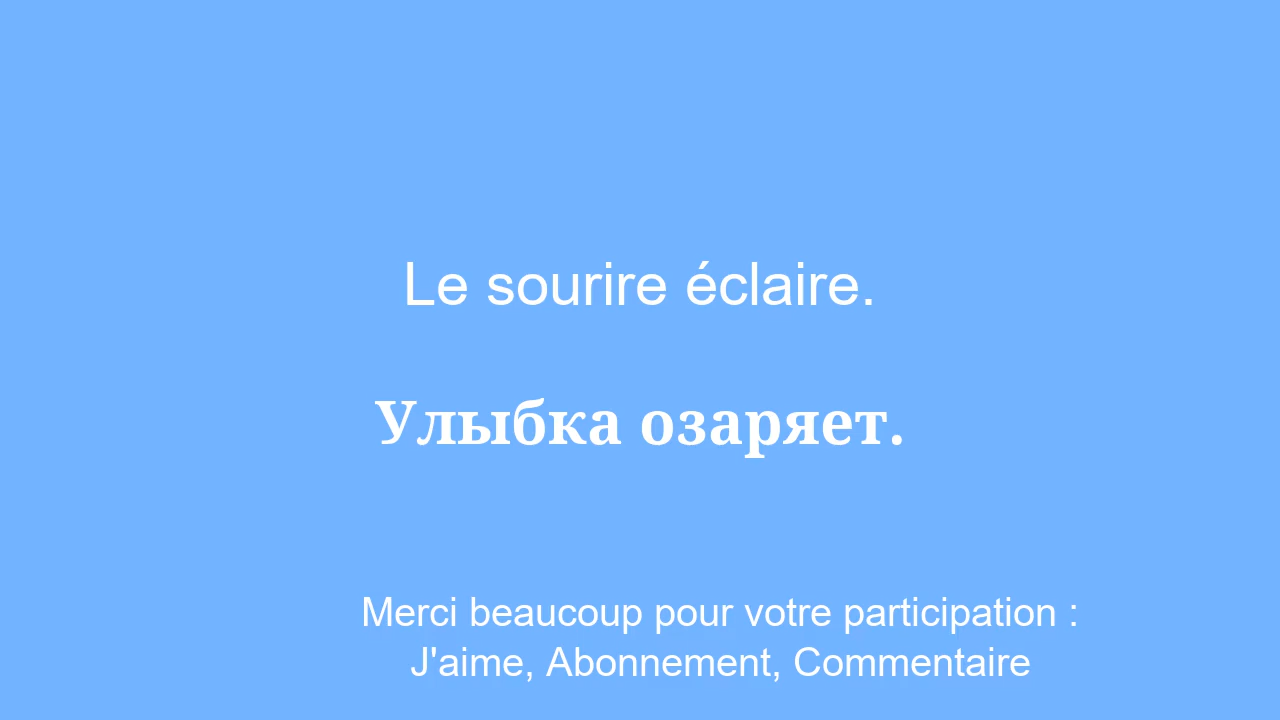 Le sourire éclaire.
Улыбка озаряет.
Merci beaucoup pour votre participation :
J'aime, Abonnement, Commentaire